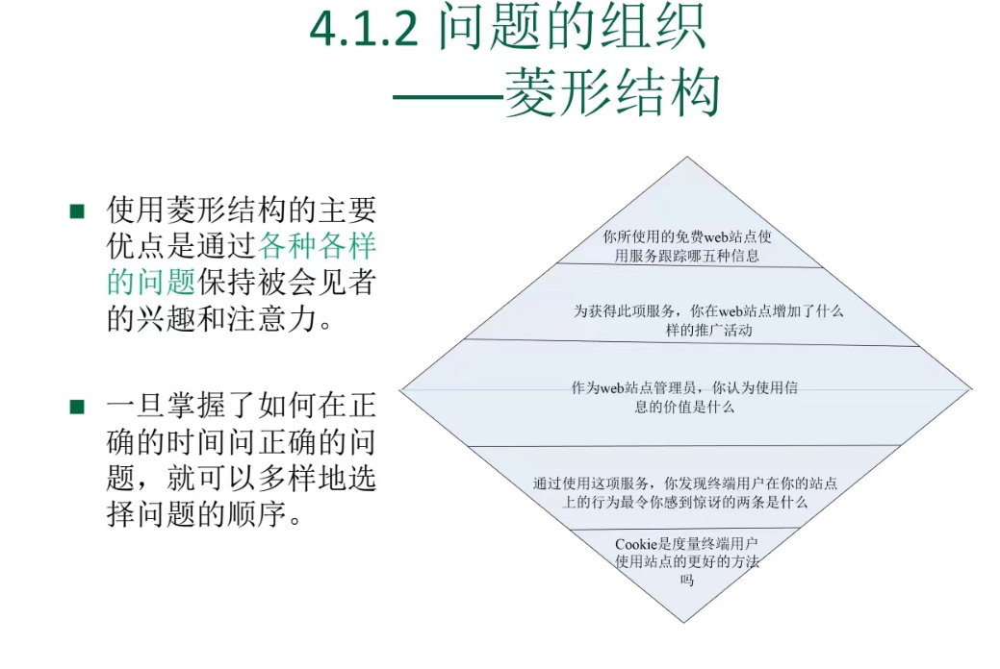 4.1.2 问题的组织
——菱形结构
■ 使用菱形结构的主要
优点是通过各种各样
的问题保持被会见者
的兴趣和注意力。
■ 一旦掌握了如何在正
确的时间问正确的问
题，就可以多样地选
择问题的顺序。
你所使用的免费web站点使
用服务跟踪哪五种信息
为获得此项服务，你在web站点增加了什么
样的推广活动
作为web站点管理员，你认为使用信
息的价值是什么
通过使用这项服务，你发现终端用户在你的站点
上的行为最令你感到惊讶的两条是什么
Cookie是度量终端用户
使用站点的更好的方法
吗